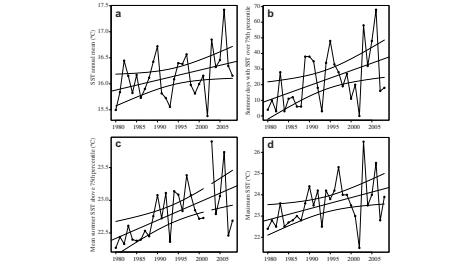 a
SST annual mean (°C)
17.5
17.0
16.5
16.0
15.5
1980 1985 1990 1995 2000 2005
b
Summer days with SST over 75th percentile
60
50
40
30
20
10
0
1980 1985 1990 1995 2000 2005
c
Mean summer SST above a 75th percentile (°C)
23.5
23.0
22.5
1980 1985 1990 1995 2000 2005
d
Maximum SST (°C)
26
25
24
23
22
1980 1985 1990 1995 2000 2005